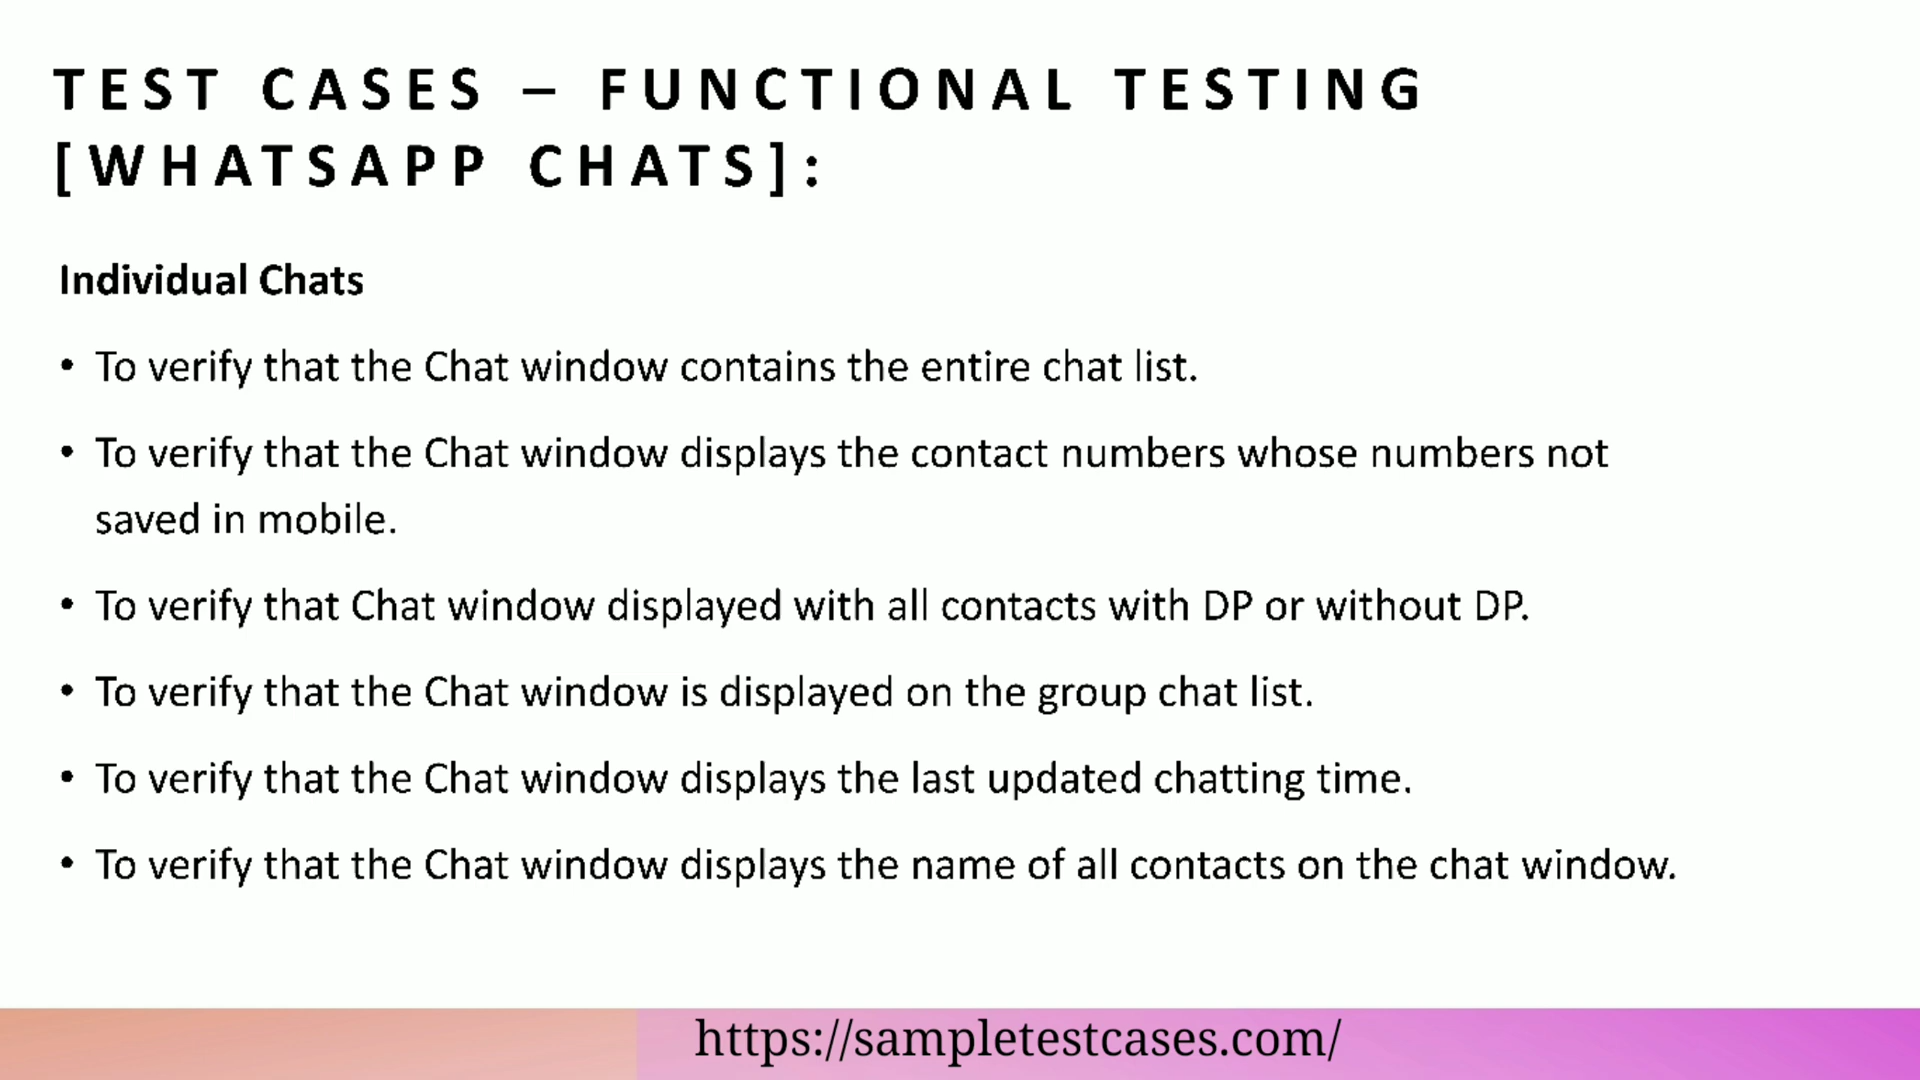 TEST CASES – FUNCTIONAL TESTING
[WHATSAPP CHATS]:
Individual Chats
• To verify that the Chat window contains the entire chat list.
• To verify that the Chat window displays the contact numbers whose numbers not
saved in mobile.
• To verify that Chat window displayed with all contacts with DP or without DP.
• To verify that the Chat window is displayed on the group chat list.
• To verify that the Chat window displays the last updated chatting time.
• To verify that the Chat window displays the name of all contacts on the chat window.
https://sampletestcases.com/